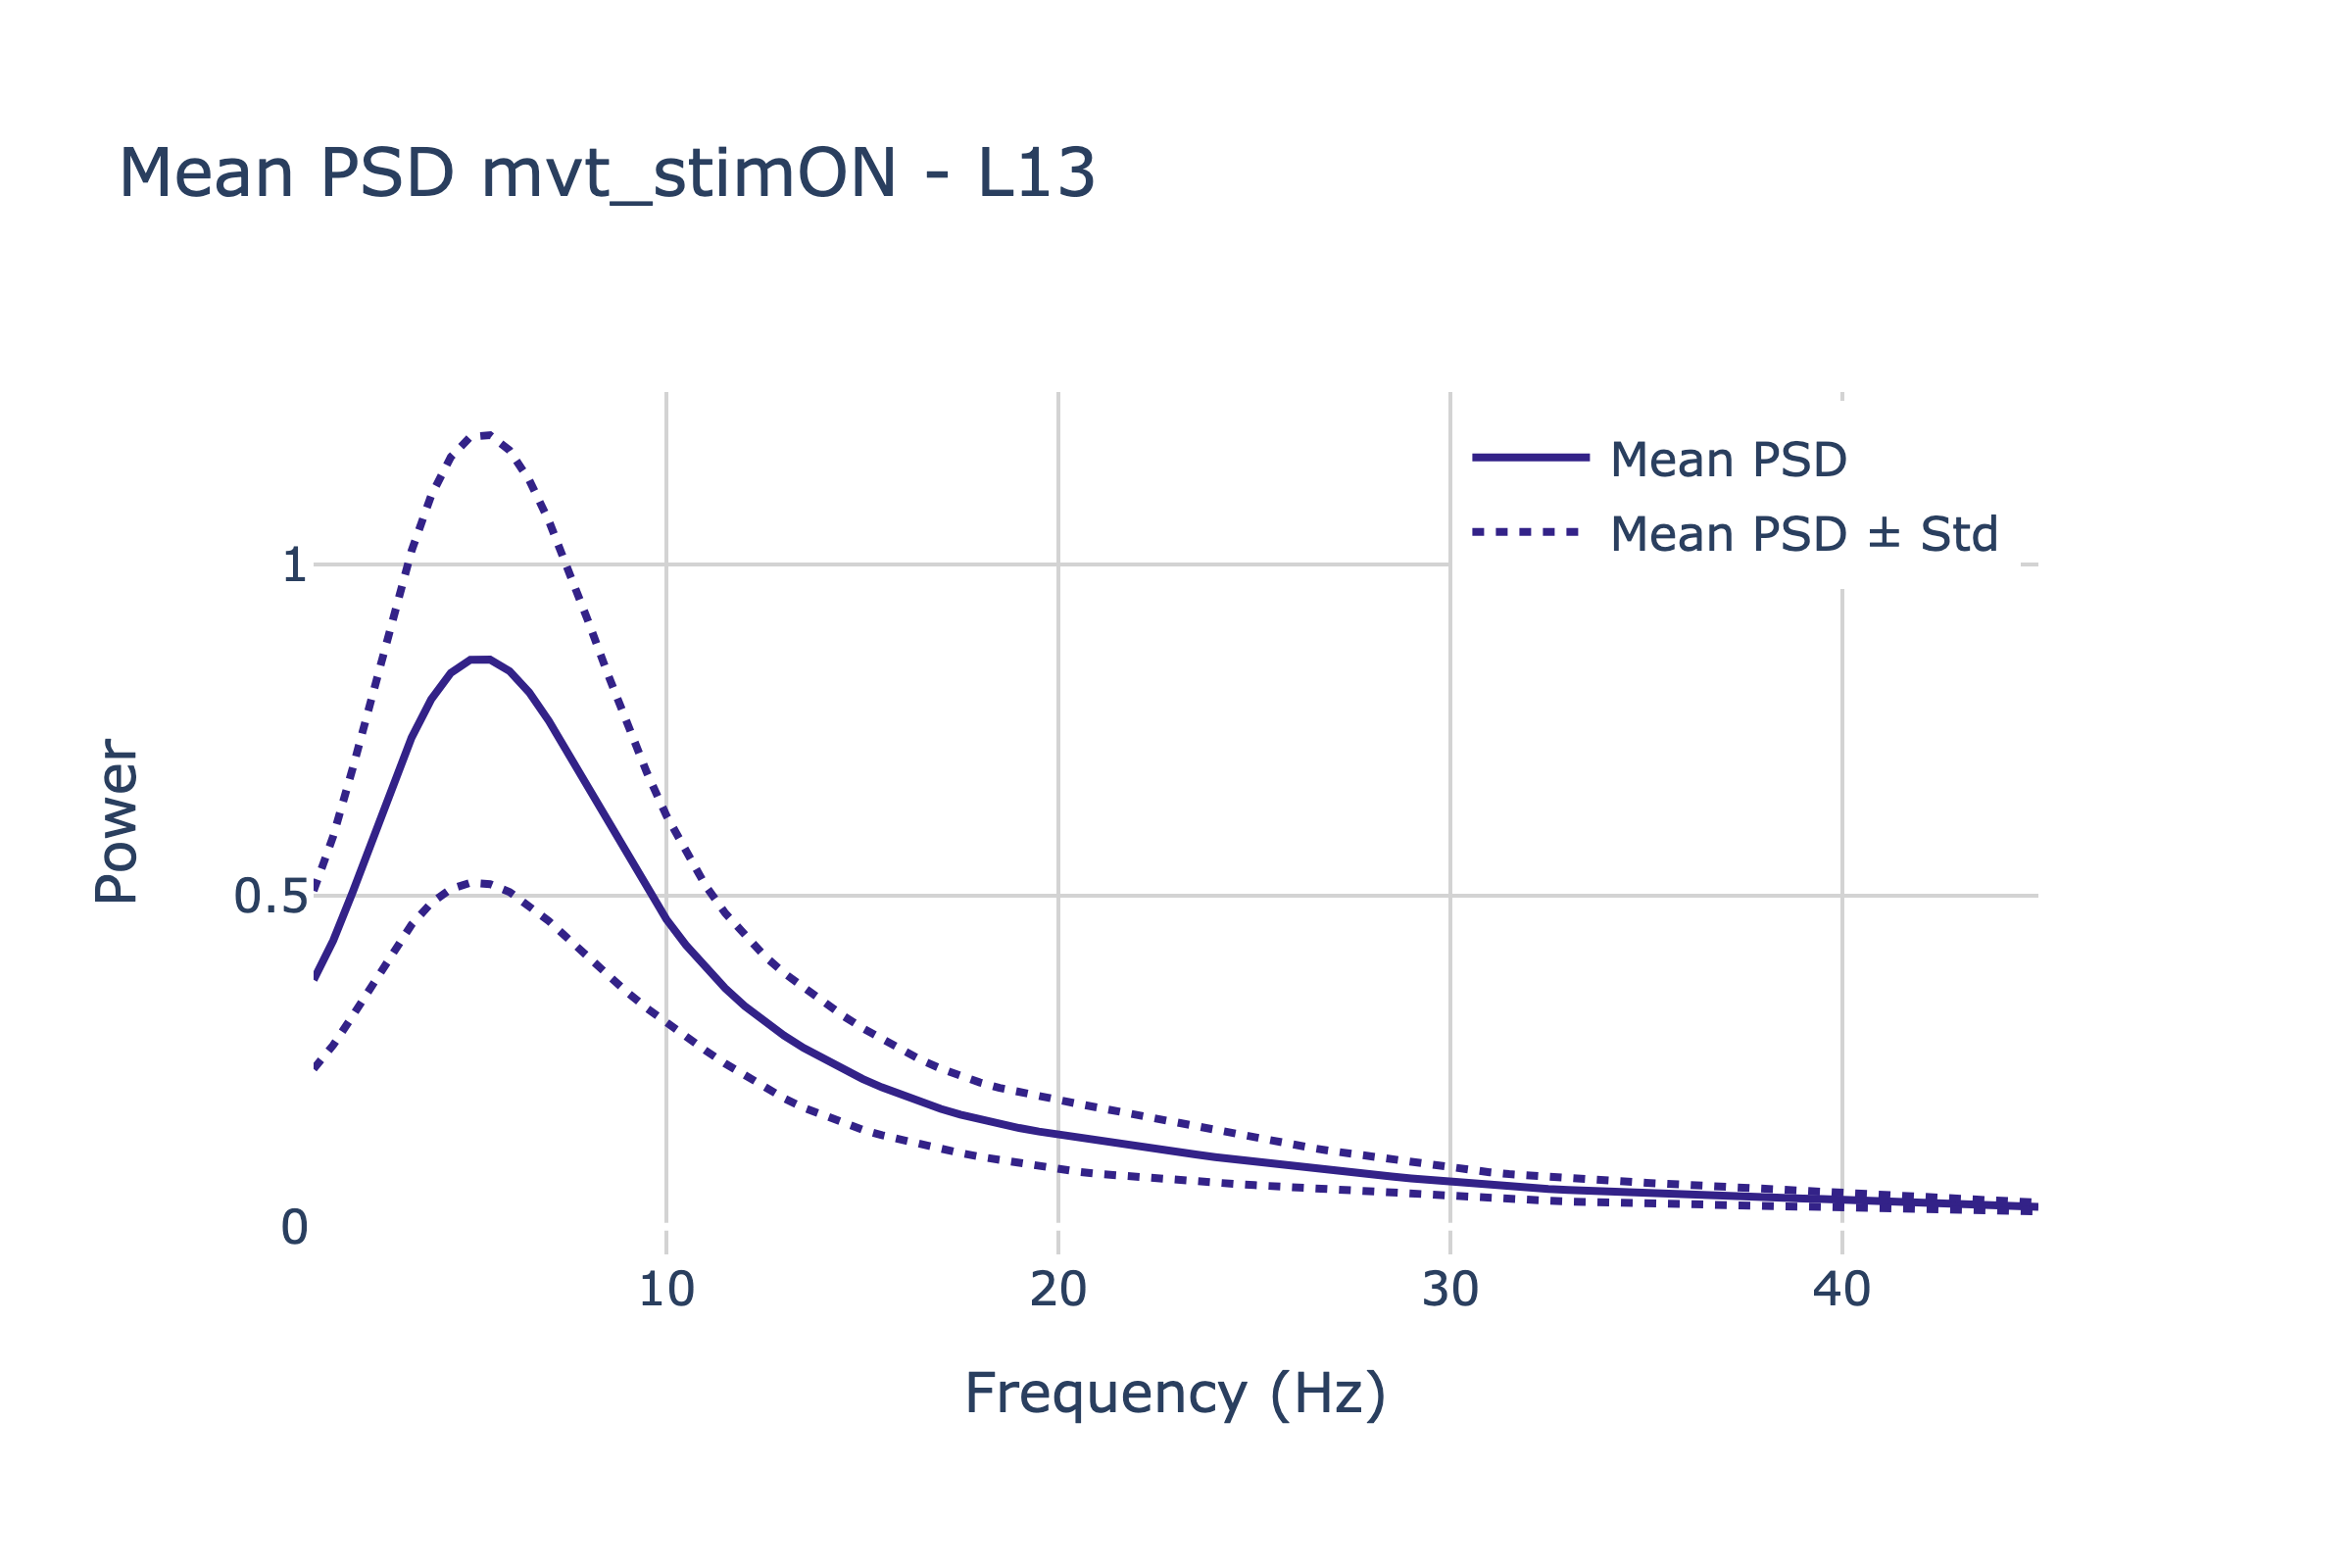 Mean PSD mvt_stimON - L13
Mean PSD
Mean PSD ± Std
1
0.5
0
Power
10
20
30
40
Frequency (Hz)